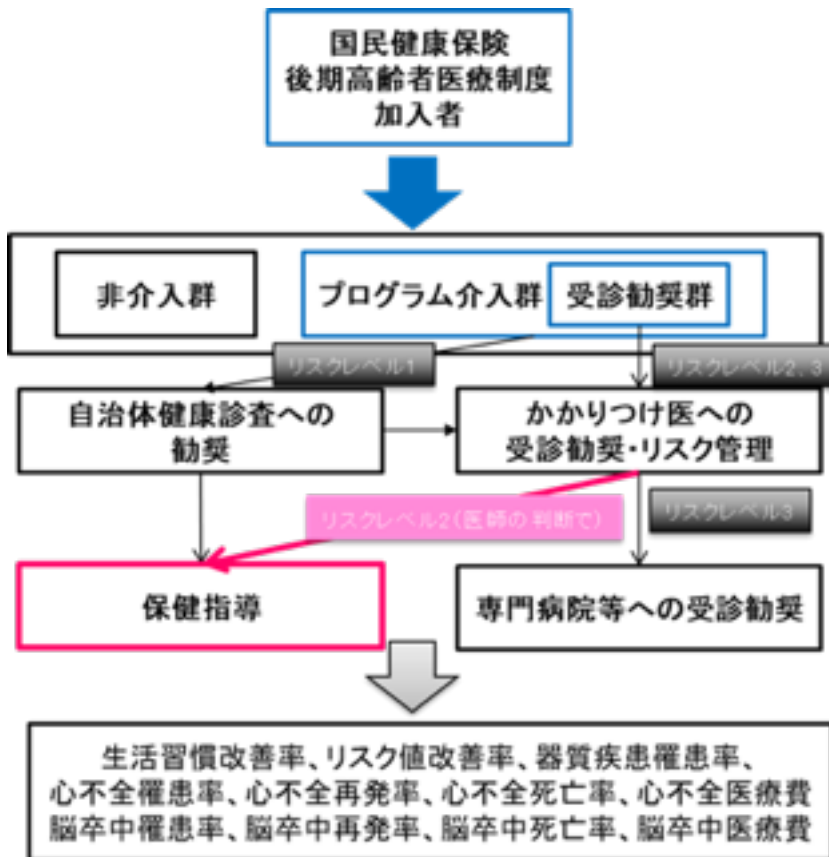 国民健康保険
後期高齢者医療制度
加入者
非介入群
プログラム介入群
受診勧奨群
リスクレベル1
リスクレベル2、3
自治体健康診査への
勧奨
かかりつけ医への
受診勧奨・リスク管理
リスクレベル2(医師の判断で)
リスクレベル3
保健指導
専門病院等への受診勧奨
生活習慣改善率、リスク値改善率、器質疾患罹患率、
心不全罹患率、心不全再発率、心不全死亡率、心不全医療費
脳卒中罹患率、脳卒中再発率、脳卒中死亡率、脳卒中医療費